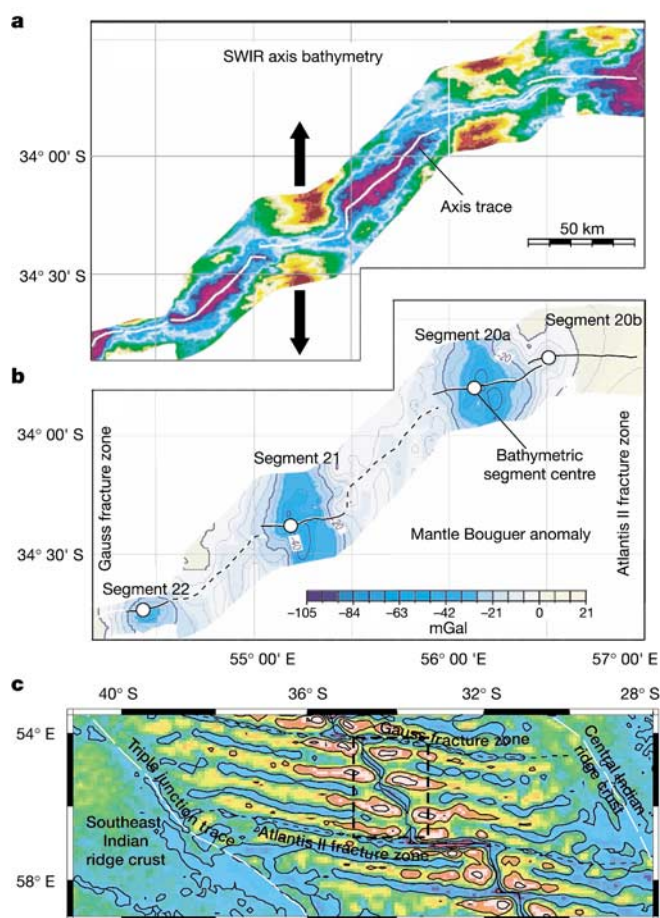 a
SWIR axis bathymetry
34° 00' S
Axis trace
50 km
34° 30' S
Segment 20b
Segment 20a
-20
b
34° 00' S
Gauss fracture zone
Segment 21
Bathymetric
segment centre
Atlantis II fracture zone
-20
-40
Mantle Bouguer anomaly
34° 30' S
Segment 22
-105 -84 -63 -42 -21 0 21
mGal
55° 00' E 56° 00' E 57° 00' E
c
40° S 36° S 32° S 28° S
54° E
Gauss fracture zone
Central Indian
ridge crust
Triple junction trace
Southeast
Indian
ridge crust
Atlantis II fracture zone
58° E